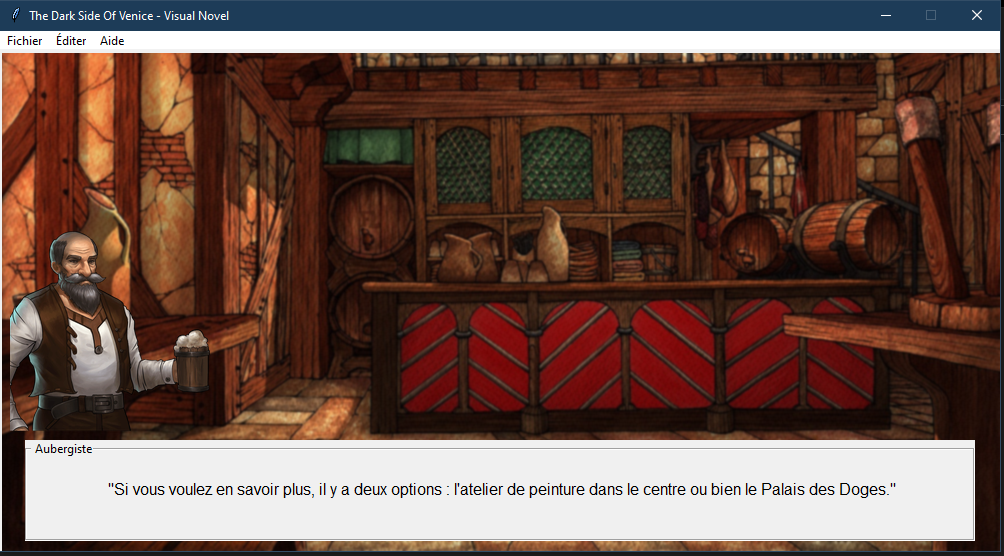 The Dark Side Of Venice - Visual Novel
Fichier Éditer Aide
Aubergiste
"Si vous voulez en savoir plus, il y a deux options : l'atelier de peinture dans le centre ou bien le Palais des Doges."